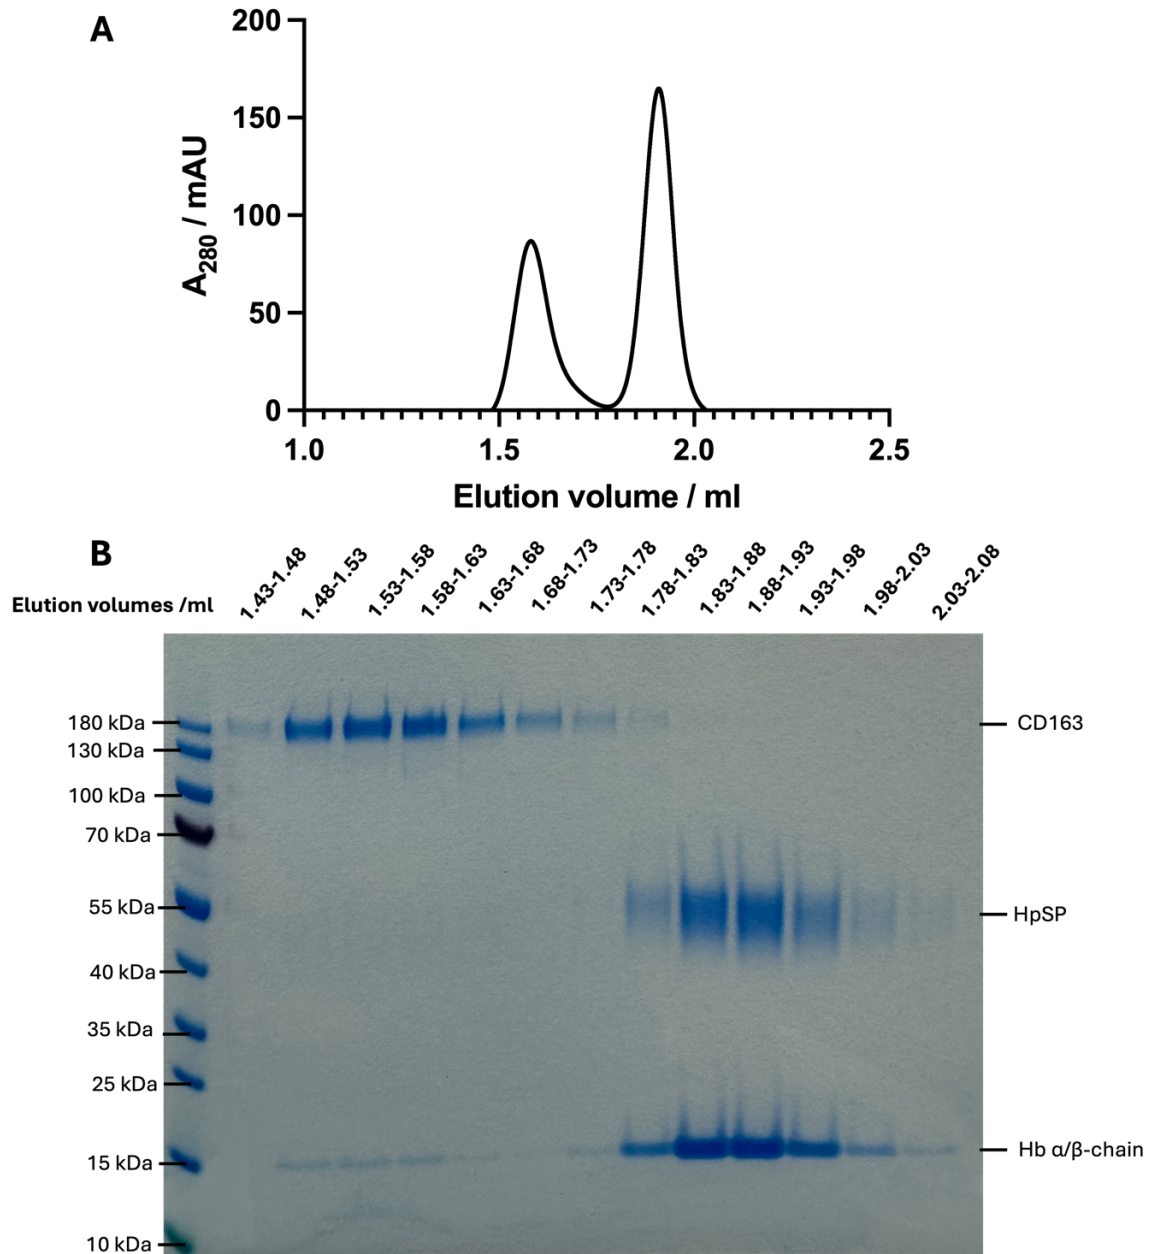 A
200
150
100
50
0
A280 / mAU
1.0 1.5 2.0 2.5
Elution volume / ml
B
Elution volumes /ml
1.43-1.48
1.48-1.53
1.53-1.58
1.58-1.63
1.63-1.68
1.68-1.73
1.73-1.78
1.78-1.83
1.83-1.88
1.88-1.93
1.93-1.98
1.98-2.03
2.03-2.08
180 kDa
130 kDa
100 kDa
70 kDa
55 kDa
40 kDa
35 kDa
25 kDa
15 kDa
10 kDa
CD163
HpSP
Hb α/β-chain